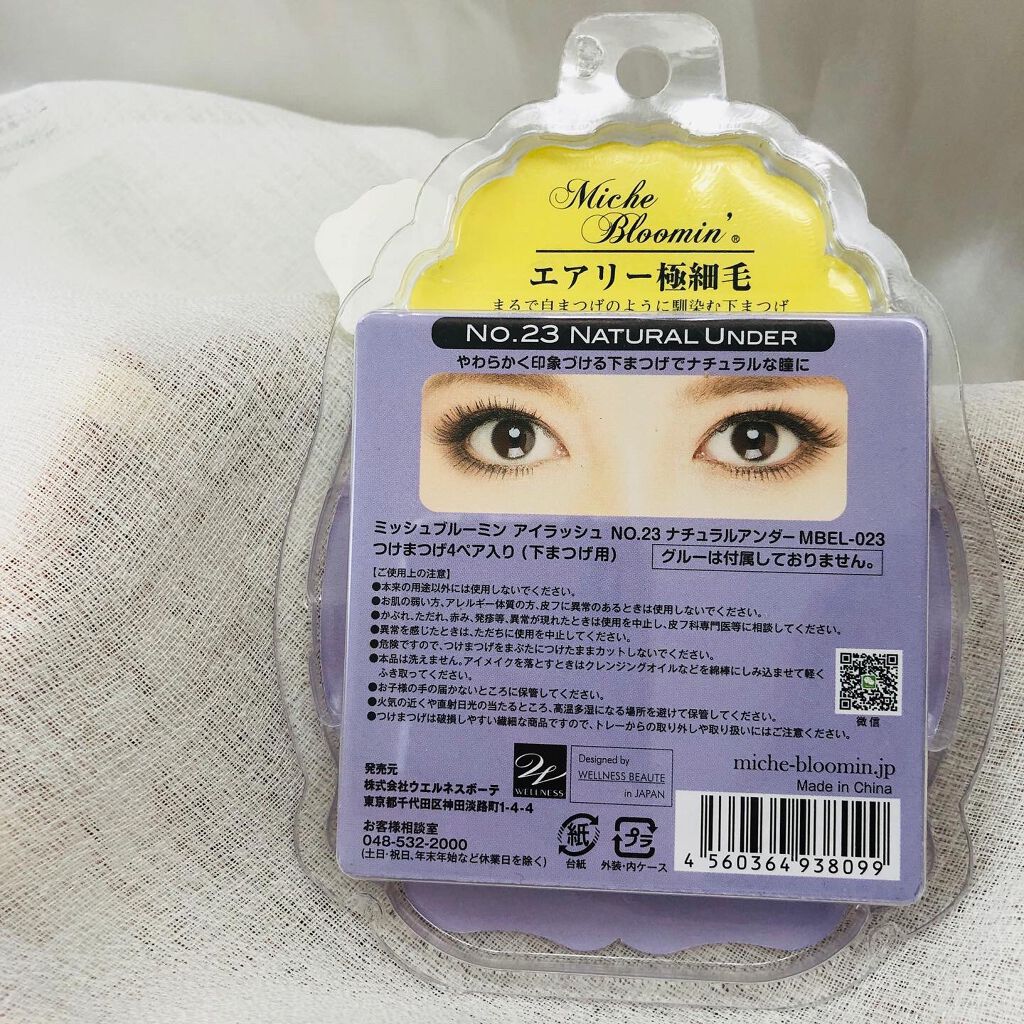 Miche
Bloomin'®
エアリー極細毛
まるで自まつげのように馴染む下まつげ
No.23 NATURAL UNDER
やわらかく印象づける下まつげでナチュラルな瞳に
ミッシュブルーミン アイラッシュ NO.23 ナチュラルアンダー MBEL-023
つけまつげ4ペア入り(下まつげ用) グルーは付属しておりません。
【ご使用上の注意】
●本来の用途以外には使用しないでください。
●お肌の弱い方、アレルギー体質の方、皮フに異常のあるときは使用しないでください。
●かぶれ、ただれ、赤み、発疹等、異常が現れたときは使用を中止し、皮フ科専門医等に相談してください。
●異常を感じたときは、ただちに使用を中止してください。
●危険ですので、つけまつげをまぶたにつけたままカットしないでください。
●本品は洗えません。アイメイクを落とすときはクレンジングオイルなどを綿棒にしみ込ませて軽く
ふき取ってください。
●お子様の手の届かないところに保管してください。
●火気の近くや直射日光の当たるところ、高温多湿になる場所を避けて保管してください。
●つけまつげは破損しやすい繊細な商品ですので、トレーからの取り外しや取り扱いにはご注意ください。
微信
発売元
株式会社ウエルネスボーテ
東京都千代田区神田淡路町1-4-4
お客様相談室
048-532-2000
(土日・祝日、年末年始など休業日を除く)
W
WELLNESS
Designed by
WELLNESS BEAUTE
in JAPAN
紙
台紙
プラ
外装・内ケース
miche-bloomin.jp
Made in China
4 560364 938099